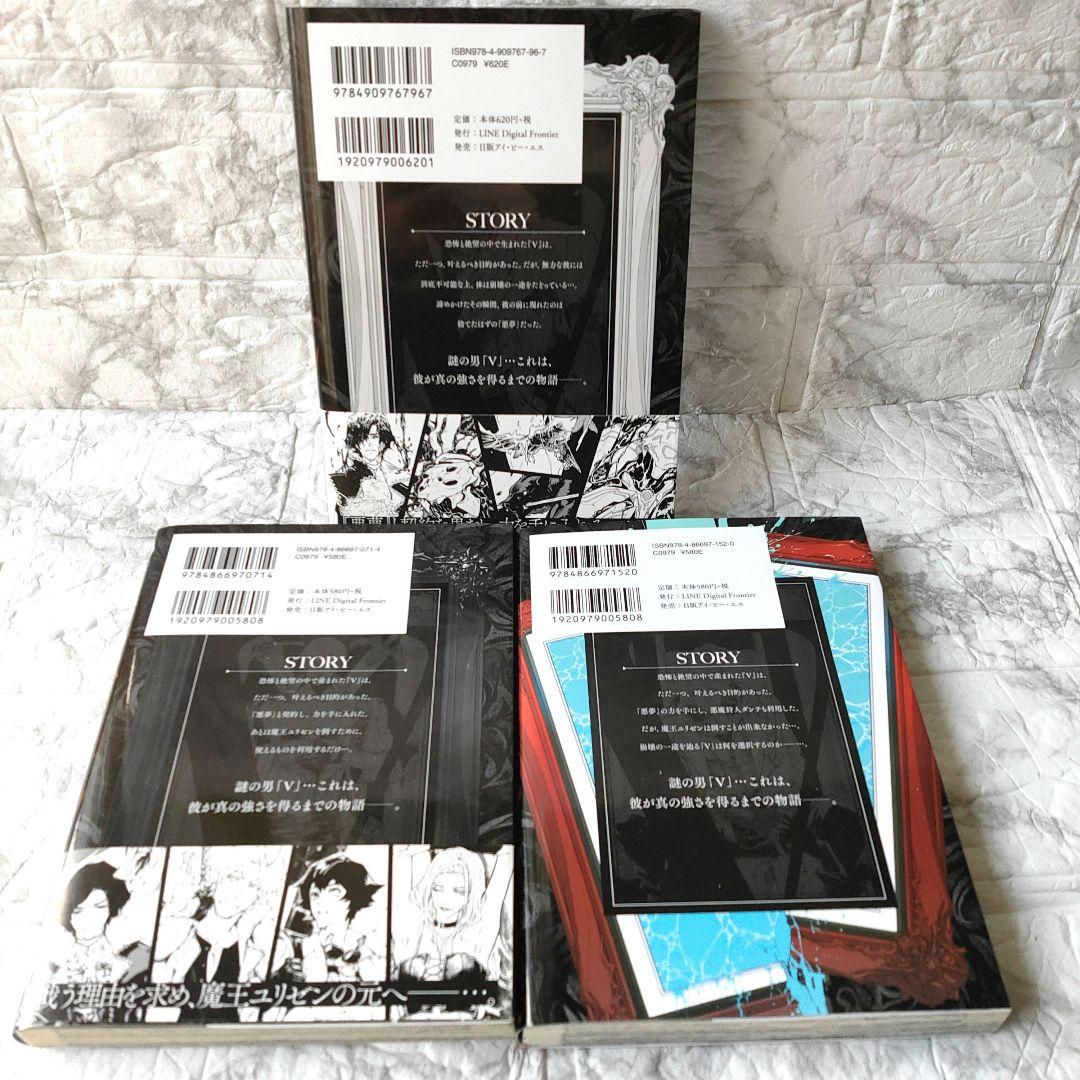 ISBN978-4-909767-96-7
C0979 ¥620E
9784909767967
定価：本体620円+税
発行：LINE Digital Frontier
発売：日販アイ・ピー・エス
1920979006201
STORY
恐怖と絶望の中で生まれた「V」は、
ただ一つ、叶えるべき目的があった。だが、無力な彼には
到底不可能な上、体は崩壊の一途をたどっている…。
諦めかけたその瞬間、彼の前に現れたのは
捨てたはずの「悪夢」だった。
謎の男「V」…これは、
彼が真の強さを得るまでの物語――。
ISBN978-4-86697-071-4
C0979 ¥580E
9784866970714
定価：本体580円+税
発行：LINE Digital Frontier
発売：日販アイ・ピー・エス
1920979005808
STORY
恐怖と絶望の中で産まれた「V」は、
ただ一つ、叶えるべき目的があった。
「悪夢」と契約し、力を手に入れた。
あとは魔王ユリゼンを倒すために、
使えるものを利用するだけ…。
謎の男「V」…これは、
彼が真の強さを得るまでの物語――。
戦う理由を求め、魔王ユリゼンの元へ――…。
ISBN978-4-86697-152-0
C0979 ¥580E
9784866971520
定価：本体580円+税
発行：LINE Digital Frontier
発売：日販アイ・ピー・エス
1920979005808
STORY
恐怖と絶望の中で産まれた「V」は、
ただ一つ、叶えるべき目的があった。
「悪夢」の力を手にし、悪魔狩人ダンテも利用した。
だが、魔王ユリゼンは倒すことが出来なかった…。
崩壊の一途を辿る「V」は何を選択するのか――…。
謎の男「V」…これは、
彼が真の強さを得るまでの物語――。